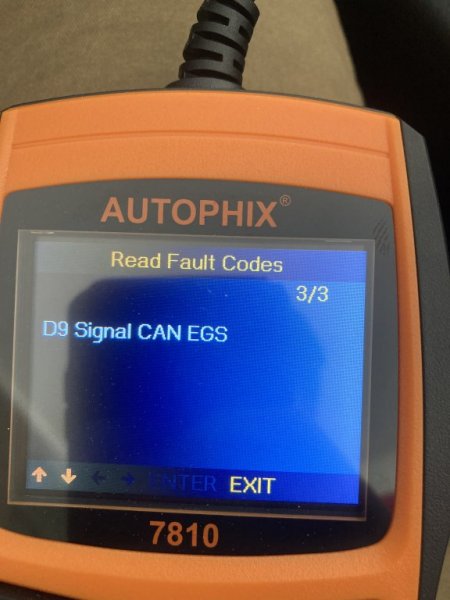 AUTOPHIX®
Read Fault Codes
3/3
D9 Signal CAN EGS
ENTER EXIT
7810